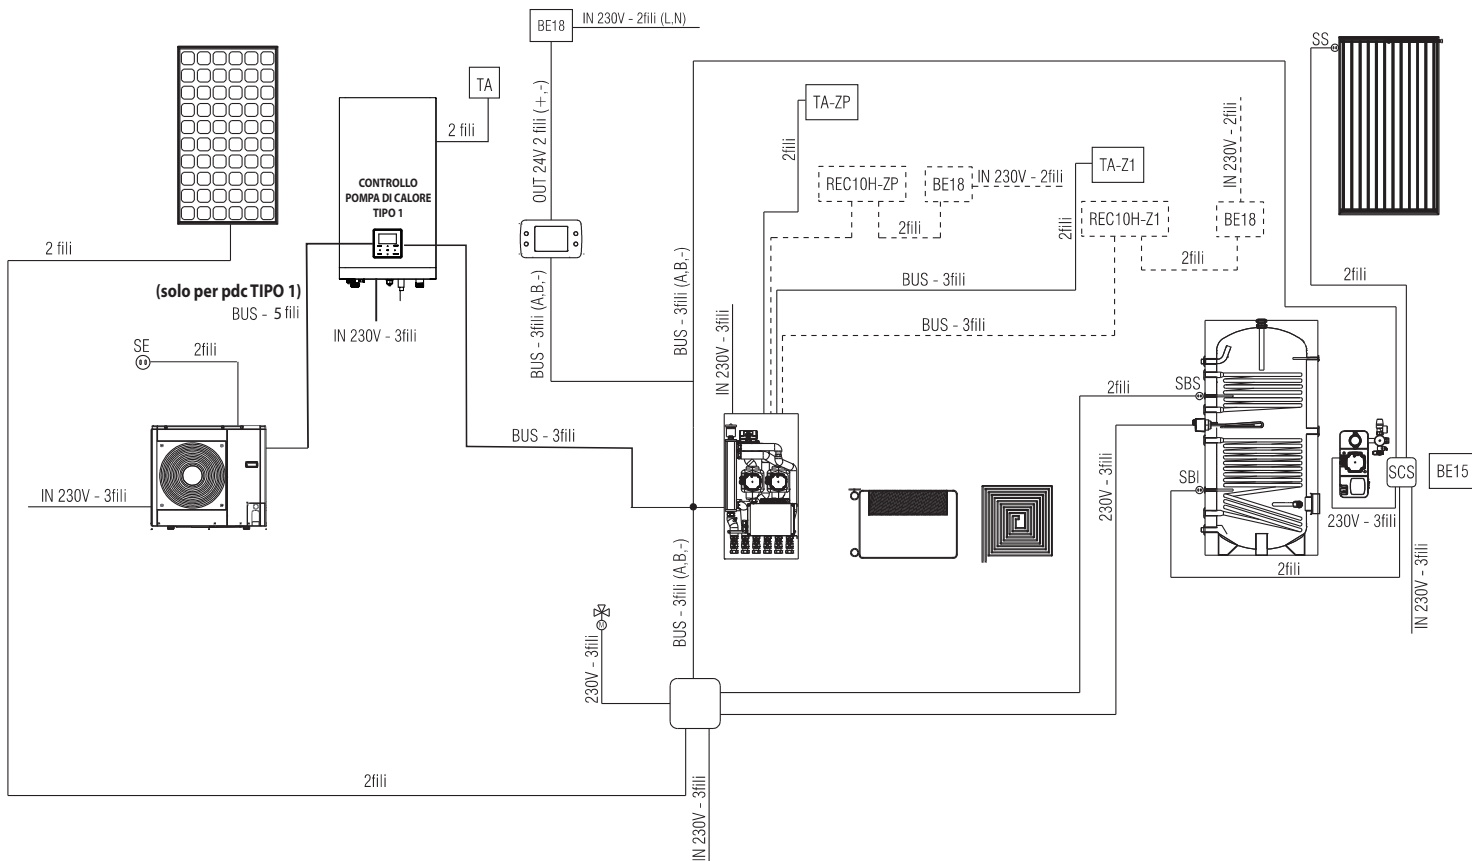 BE18
IN 230V - 2fili (L,N)
SS
TA
TA-ZP
2 fili
OUT 24V 2 fili (+,-)
2fili
IN 230V - 2fili
TA-Z1
CONTROLLO
POMPA DI CALORE
TIPO 1
REC10H-ZP
BE18
IN 230V - 2fili
REC10H-Z1
BE18
2fili
2fili
2 fili
2fili
2fili
(solo per pdc TIPO 1)
BUS - 5 fili
BUS - 3fili
BUS - 3fili (A,B,-)
BUS - 3fili (A,B,-)
IN 230V - 3fili
BUS - 3fili
IN 230V - 3fili
SE
2fili
2fili
SBS
BUS - 3fili
SBI
SCS
BE15
IN 230V - 3fili
230V - 3fili
230V - 3fili
BUS - 3fili (A,B,-)
2fili
IN 230V - 3fili
M
230V - 3fili
2fili
IN 230V - 3fili